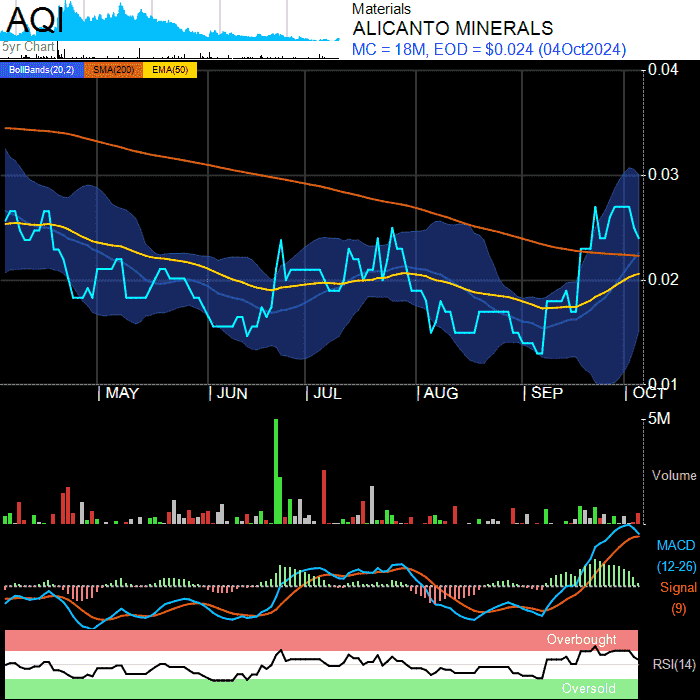 AQI
5yr Chart
Materials
ALICANTO MINERALS
MC = 18M, EOD = $0.024 (04Oct2024)
BollBands(20,2) SMA(200) EMA(50)
0.04
0.03
0.02
0.01
MAY JUN JUL AUG SEP OCT
5M
Volume
MACD
(12-26)
Signal
(9)
Overbought
RSI(14)
Oversold